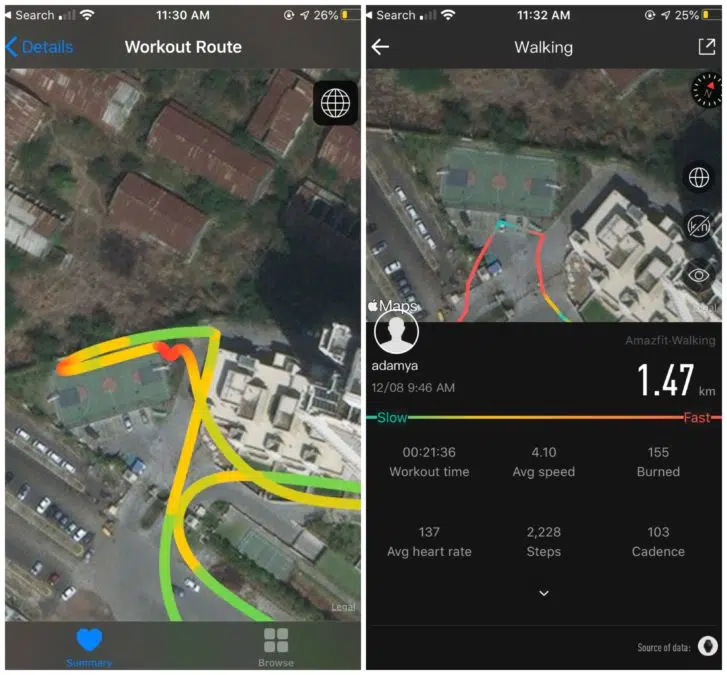 Search
11:30 AM
26%
Details
Workout Route
Legal
Summary
Browse
Search
11:32 AM
25%
Walking
N
km
Maps
Legal
adamya
12/08 9:46 AM
Amazfit-Walking
1.47 km
Slow
Fast
00:21:36
4.10
155
Workout time
Avg speed
Burned
137
2,228
103
Avg heart rate
Steps
Cadence
Source of data: